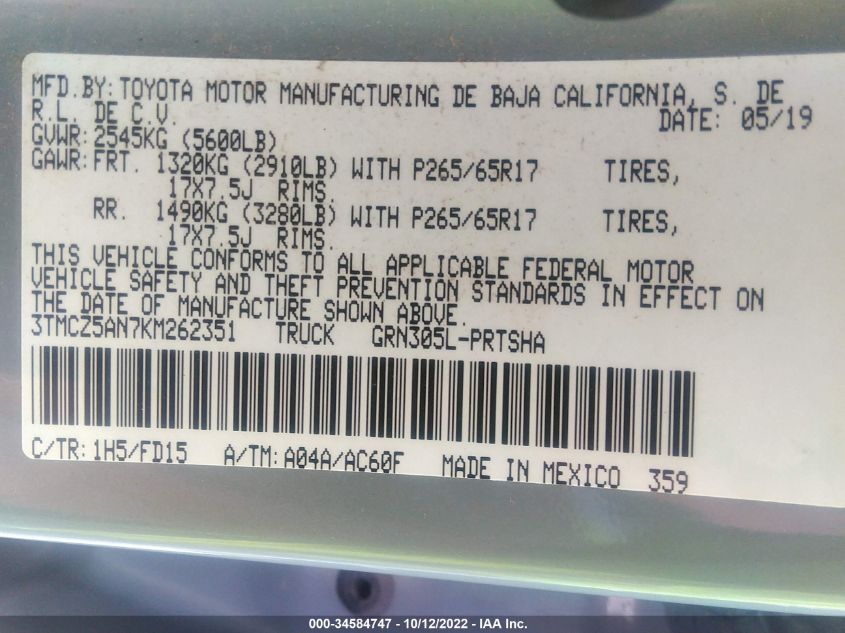 MFD.BY: TOYOTA MOTOR MANUFACTURING DE BAJA CALIFORNIA, S. DE
R.L. DE C.V. DATE: 05/19
GVWR: 2545KG (5600LB)
GAWR: FRT. 1320KG (2910LB) WITH P265/65R17 TIRES,
17X7.5J RIMS.
RR. 1490KG (3280LB) WITH P265/65R17 TIRES,
17X7.5J RIMS.
THIS VEHICLE CONFORMS TO ALL APPLICABLE FEDERAL MOTOR
VEHICLE SAFETY AND THEFT PREVENTION STANDARDS IN EFFECT ON
THE DATE OF MANUFACTURE SHOWN ABOVE.
3TMCZ5AN7KM262351 TRUCK GRN305L-PRTSHA
C/TR: 1H5/FD15 A/TM: A04A/AC60F MADE IN MEXICO 359
000-34584747 - 10/12/2022 - IAA Inc.